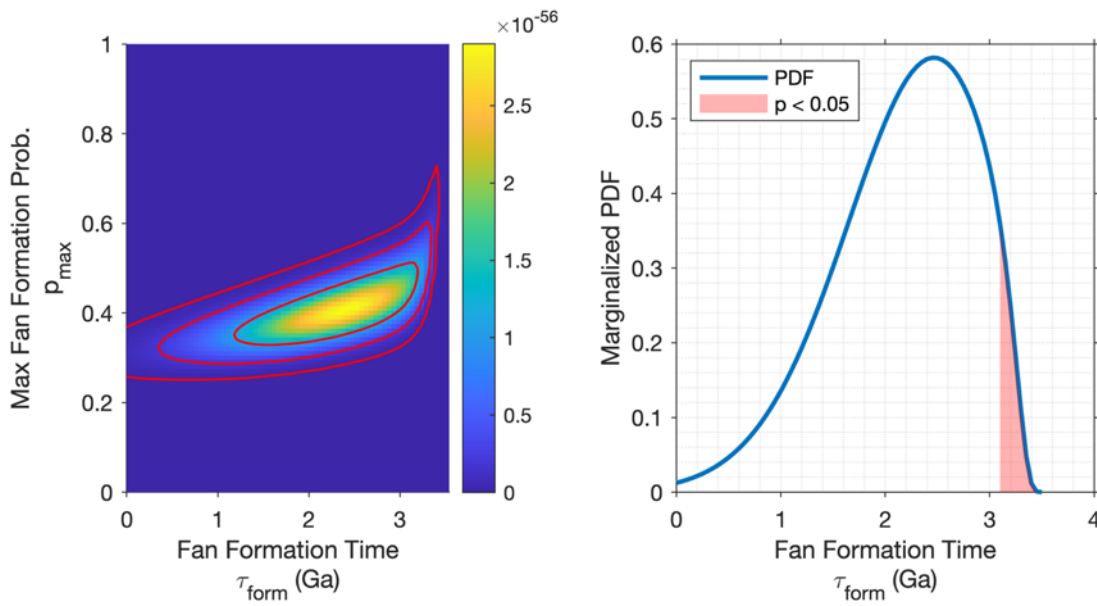 ×10⁻⁵⁶
Max Fan Formation Prob.
p_max
1
0.8
0.6
0.4
0.2
0
0 1 2 3
Fan Formation Time
τ_form (Ga)
2.5
2
1.5
1
0.5
0
Marginalized PDF
0.6
0.5
0.4
0.3
0.2
0.1
0
PDF
p < 0.05
0 1 2 3 4
Fan Formation Time
τ_form (Ga)